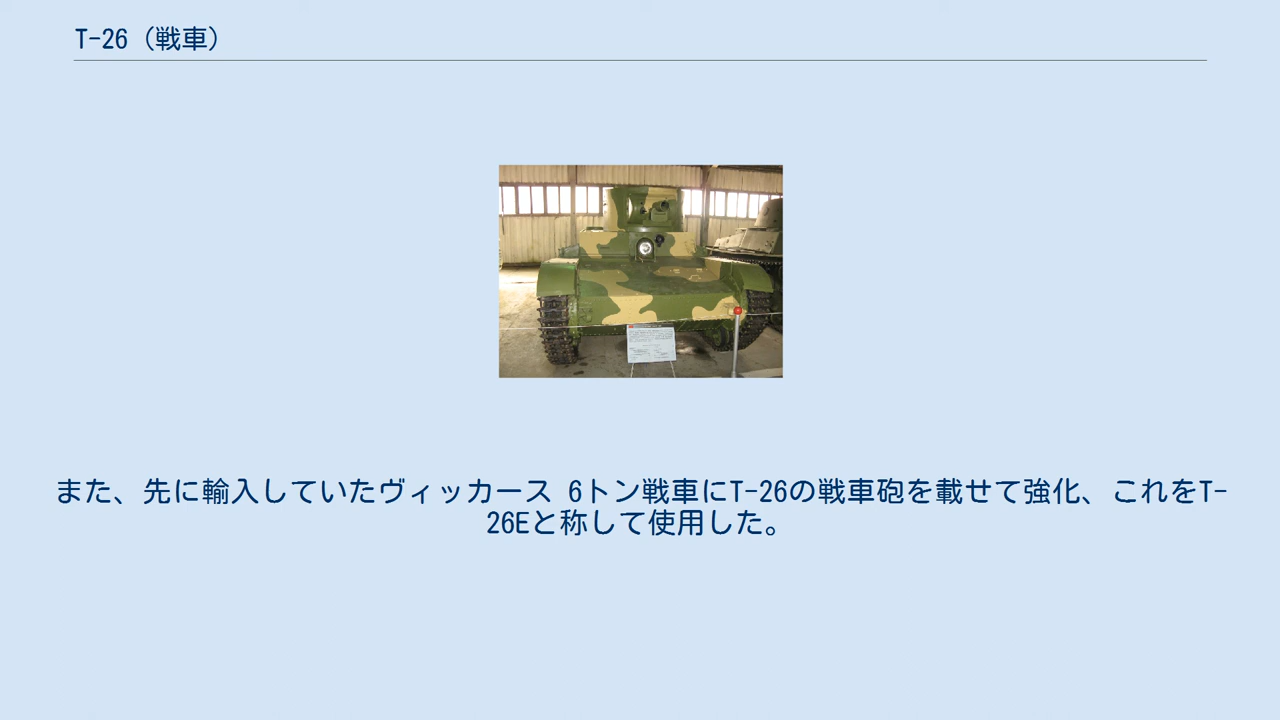 T-26（戦車）
また、先に輸入していたヴィッカース 6トン戦車にT-26の戦車砲を載せて強化、これをT-
26Eと称して使用した。